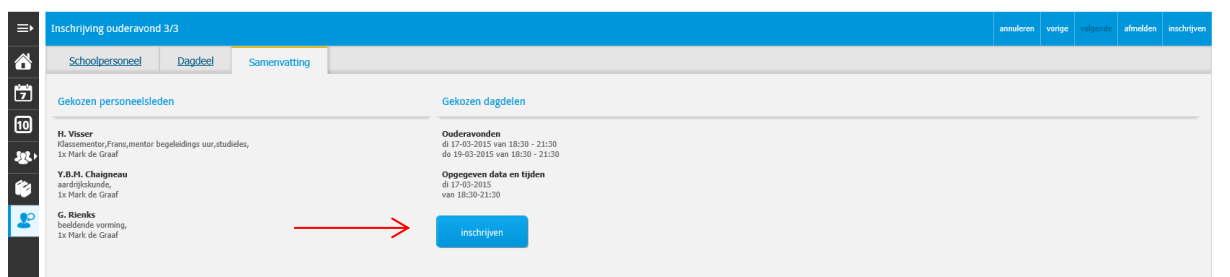 Inschrijving ouderavond 3/3
annuleren vorige volgende afmelden inschrijven
Schoolpersoneel Dagdeel Samenvatting
7
10
Gekozen personeelsleden
H. Visser
Klassementor,Frans,mentor begeleidings uur,studieles,
1x Mark de Graaf
Y.B.M. Chaigneau
aardrijkskunde,
1x Mark de Graaf
G. Rienks
beeldende vorming,
1x Mark de Graaf
Gekozen dagdelen
Ouderavonden
di 17-03-2015 van 18:30 - 21:30
do 19-03-2015 van 18:30 - 21:30
Opgegeven data en tijden
di 17-03-2015
van 18:30-21:30
inschrijven